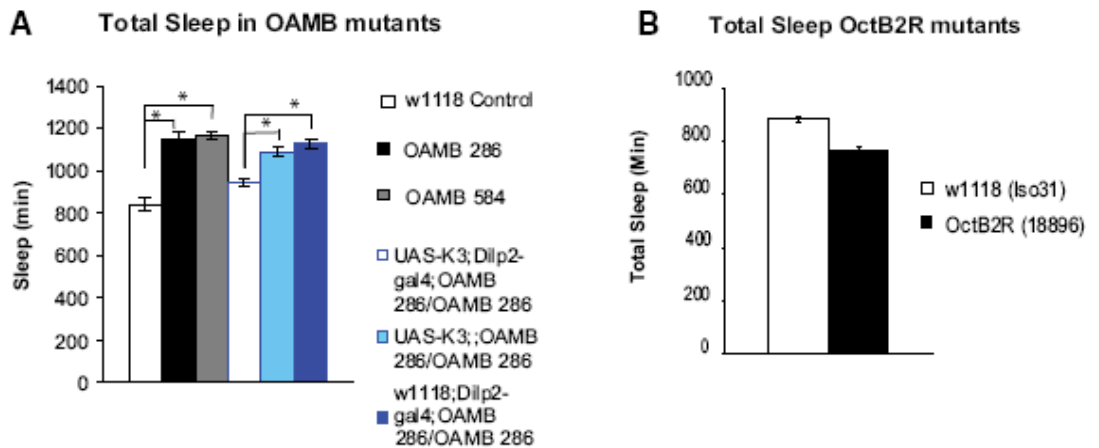 A Total Sleep in OAMB mutants
Sleep (min)
1400
1200
1000
800
600
400
200
0
* * * *
w1118 Control
OAMB 286
OAMB 584
UAS-K3;Dilp2-
gal4;OAMB
286/OAMB 286
UAS-K3;;OAMB
286/OAMB 286
w1118;Dilp2-
gal4;OAMB
286/OAMB 286
B Total Sleep OctB2R mutants
Total Sleep (Min)
1000
800
600
400
200
0
w1118 (Iso31)
OctB2R (18896)